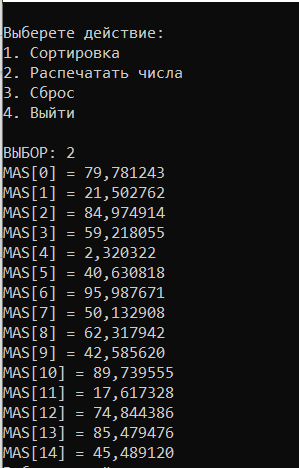 Выберете действие:
1. Сортировка
2. Распечатать числа
3. Сброс
4. Выйти
ВЫБОР: 2
MAS[0] = 79,781243
MAS[1] = 21,502762
MAS[2] = 84,974914
MAS[3] = 59,218055
MAS[4] = 2,320322
MAS[5] = 40,630818
MAS[6] = 95,987671
MAS[7] = 50,132908
MAS[8] = 62,317942
MAS[9] = 42,585620
MAS[10] = 89,739555
MAS[11] = 17,617328
MAS[12] = 74,844386
MAS[13] = 85,479476
MAS[14] = 45,489120